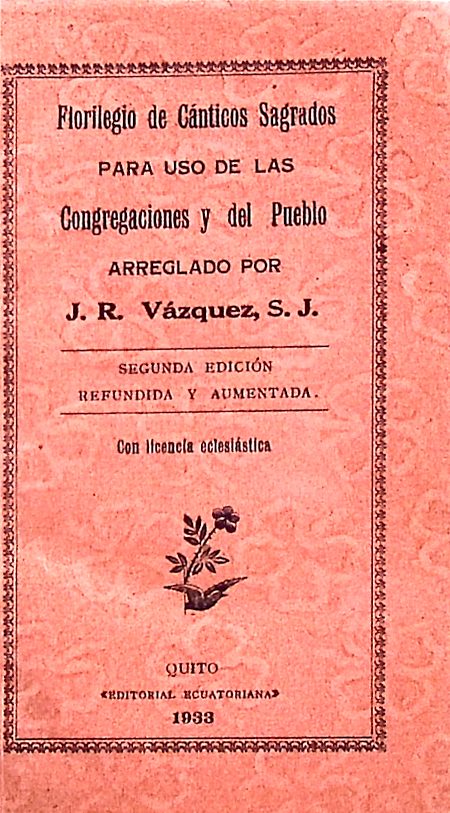 Florilegio de Cánticos Sagrados
PARA USO DE LAS
Congregaciones y del Pueblo
ARREGLADO POR
J. R. Vázquez, S. J.
SEGUNDA EDICIÓN
REFUNDIDA Y AUMENTADA.
Con licencia eclesiástica
QUITO
«EDITORIAL ECUATORIANA»
1933